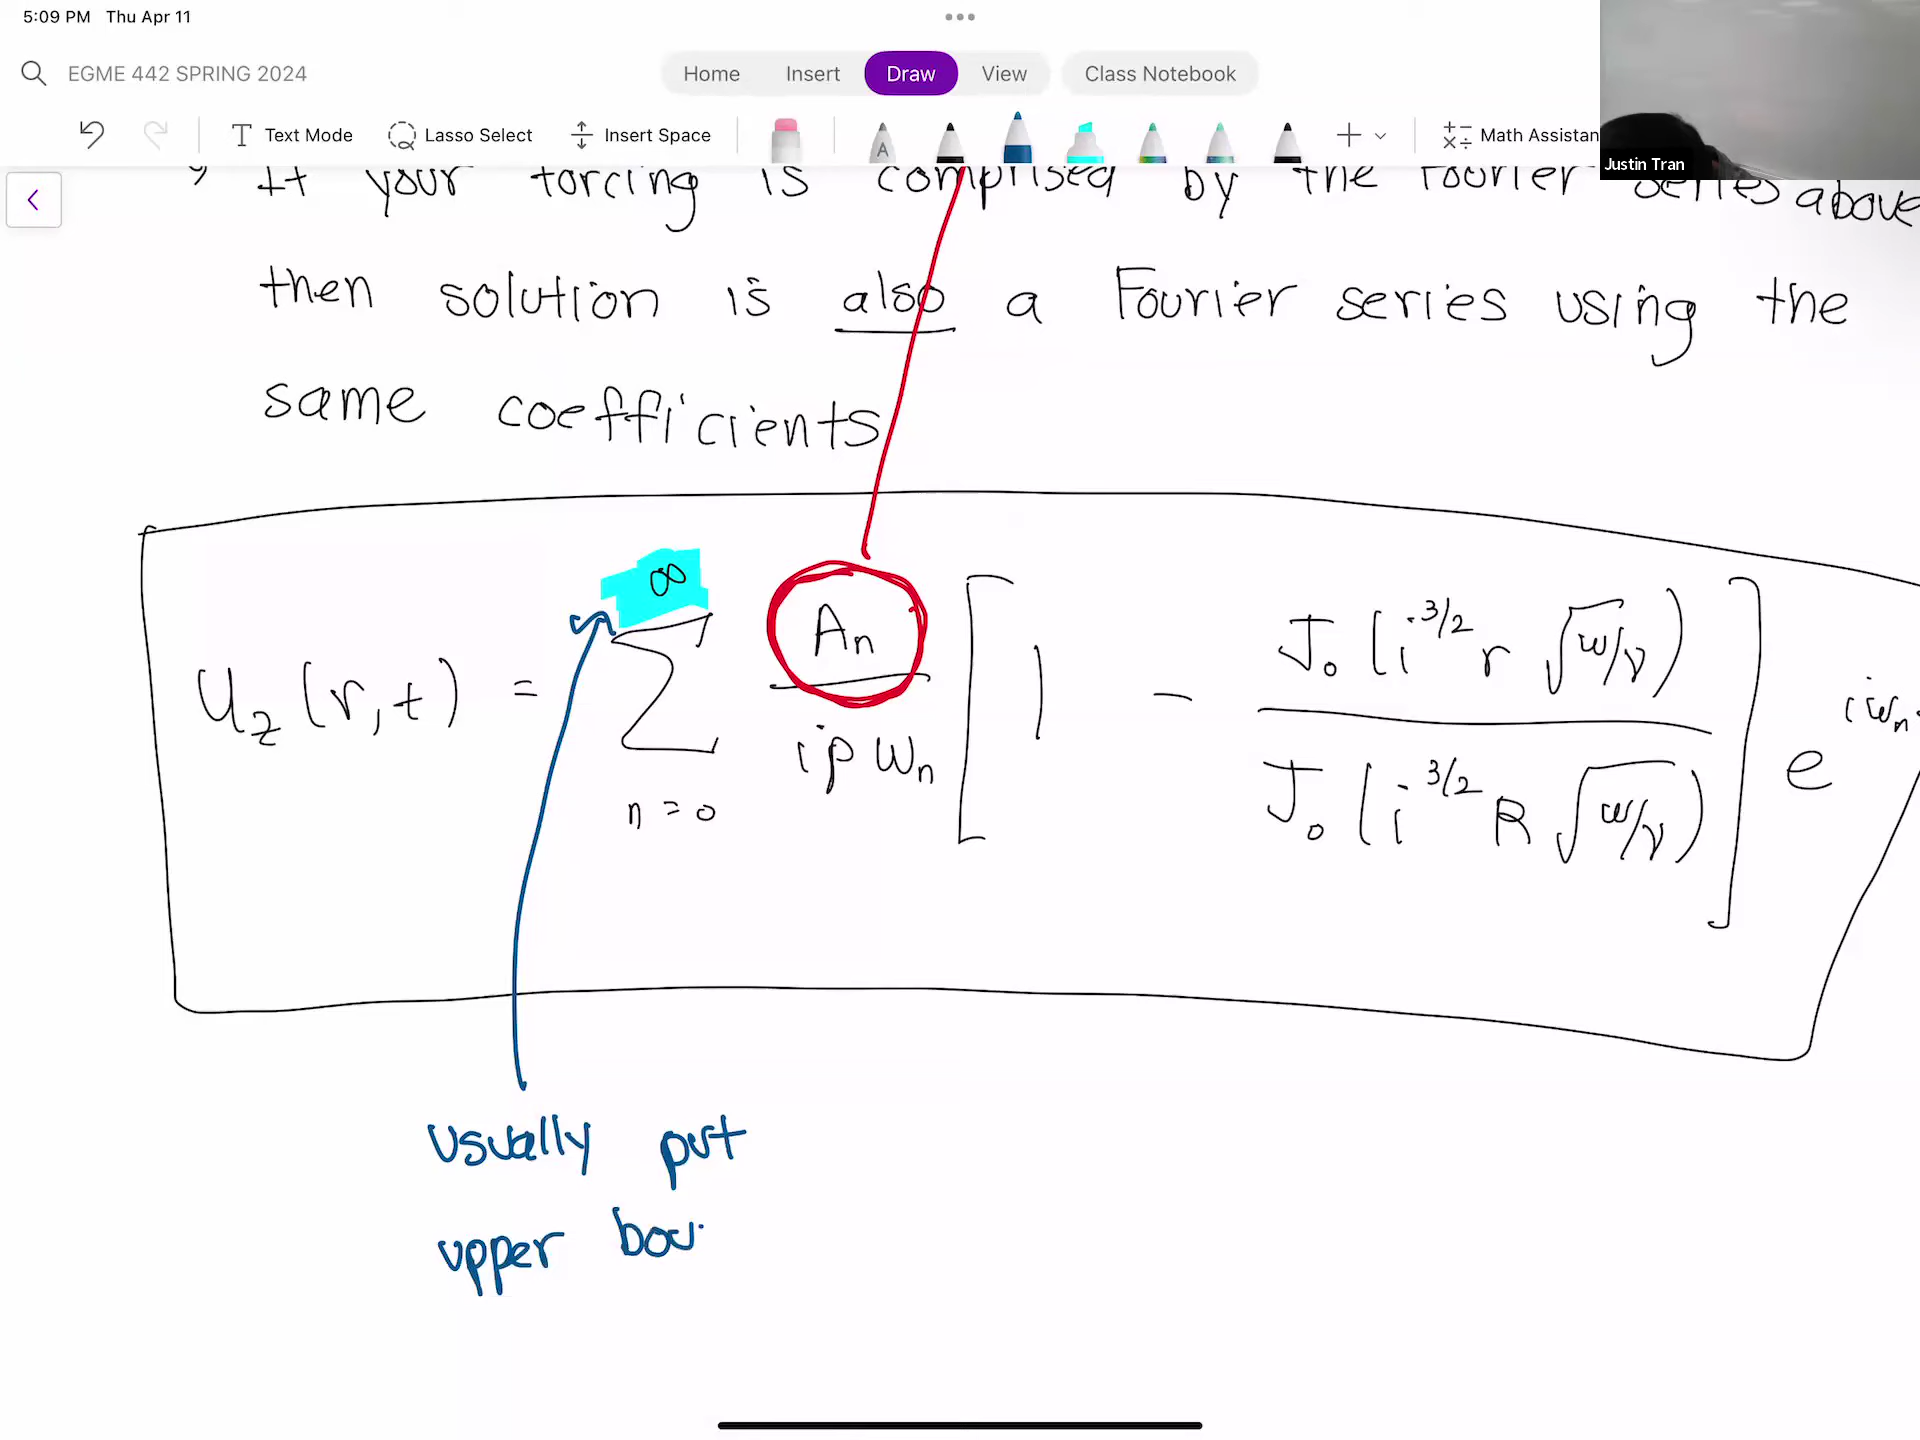 5:09 PM Thu Apr 11
EGME 442 SPRING 2024
Home Insert Draw View Class Notebook
Text Mode Lasso Select Insert Space A Math Assistan
Justin Tran
If your forcing is comprised by the Fourier series above
then solution is also a Fourier series using the
same coefficients
u_z (r,t) = ∑_{n=0}^{∞} A_n / (iρω_n) [ 1 − J_0 (i^{3/2} r √(ω/ν)) / J_0 (i^{3/2} R √(ω/ν)) ] e^{iω_n
usually put
upper bou